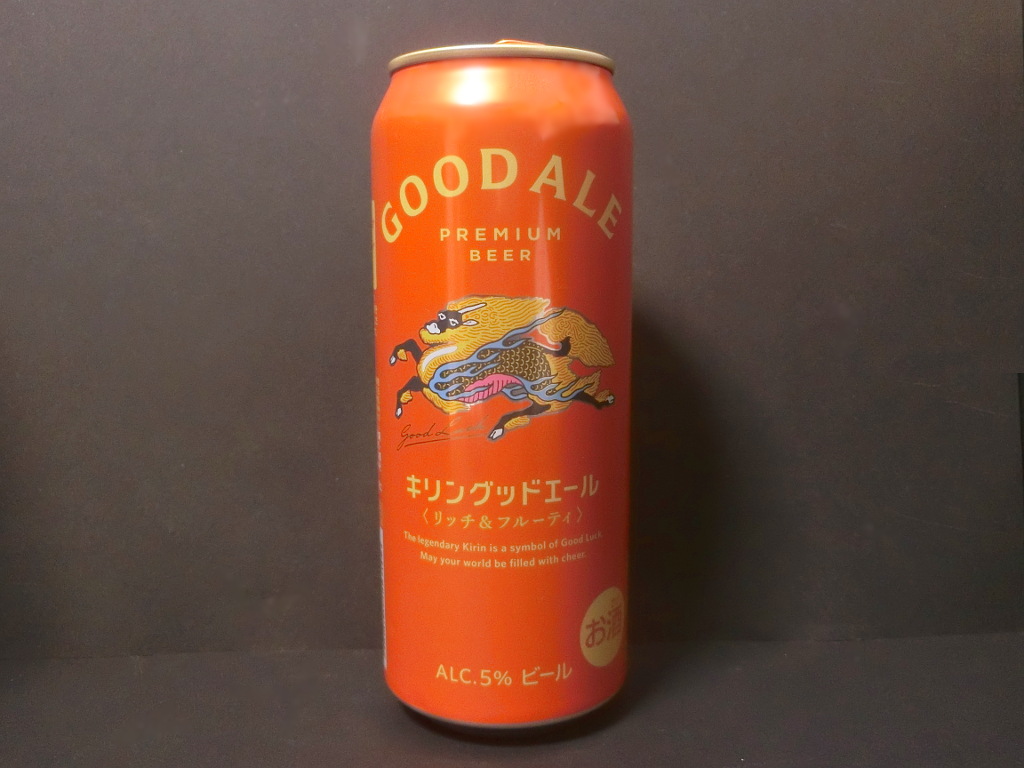 GOOD ALE
PREMIUM
BEER
Good Luck
キリングッドエール
〈リッチ&フルーティ〉
The legendary Kirin is a symbol of Good Luck.
May your world be filled with cheer.
お酒
ALC.5% ビール